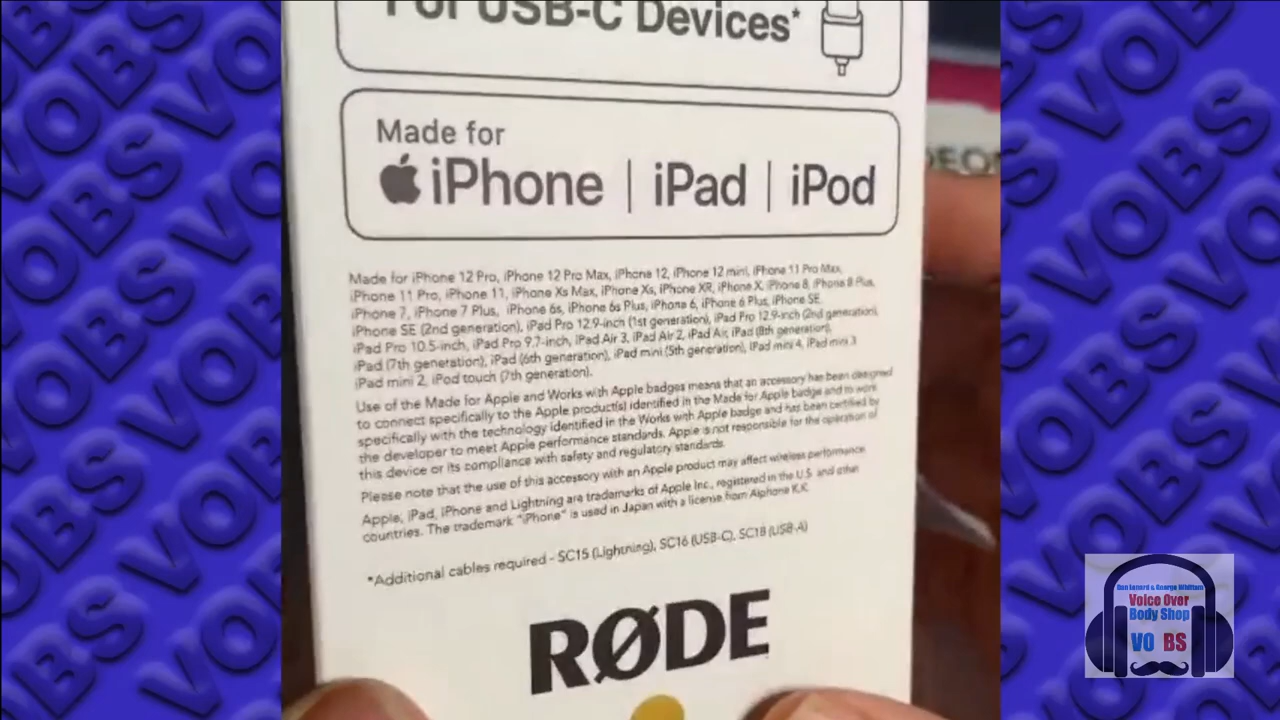 For USB-C Devices*
Made for
iPhone | iPad | iPod
Made for iPhone 12 Pro, iPhone 12 Pro Max, iPhone 12, iPhone 12 mini, iPhone 11 Pro Max,
iPhone 11 Pro, iPhone 11, iPhone Xs Max, iPhone Xs, iPhone XR, iPhone X, iPhone 8, iPhone 8 Plus,
iPhone 7, iPhone 7 Plus, iPhone 6s, iPhone 6s Plus, iPhone 6, iPhone 6 Plus, iPhone SE,
iPhone SE (2nd generation), iPad Pro 12.9-inch (1st generation), iPad Pro 12.9-inch (2nd generation),
iPad Pro 10.5-inch, iPad Pro 9.7-inch, iPad Air 3, iPad Air 2, iPad Air, iPad (8th generation),
iPad (7th generation), iPad (6th generation), iPad mini (5th generation), iPad mini 4, iPad mini 3
iPad mini 2, iPod touch (7th generation).
Use of the Made for Apple and Works with Apple badges means that an accessory has been designed
to connect specifically to the Apple product(s) identified in the Made for Apple badge and to work
specifically with the technology identified in the Works with Apple badge and has been certified by
the developer to meet Apple performance standards. Apple is not responsible for the operation of
this device or its compliance with safety and regulatory standards.
Please note that the use of this accessory with an Apple product may affect wireless performance.
Apple, iPad, iPhone and Lightning are trademarks of Apple Inc., registered in the U.S. and other
countries. The trademark "iPhone" is used in Japan with a license from Aiphone K.K.
*Additional cables required - SC15 (Lightning), SC16 (USB-C), SC18 (USB-A)
RØDE
Dan Lenard & George Whittam
Voice Over
Body Shop
VO BS
VOBS